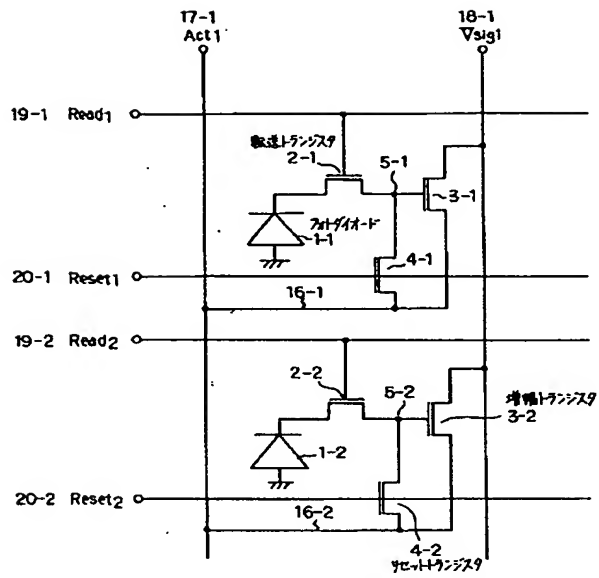 17-1 18-1
Act1 Vsig1
19-1 Read1
転送トランジスタ
2-1
5-1
3-1
フォトダイオード
1-1
4-1
20-1 Reset1
16-1
19-2 Read2
2-2
5-2
増幅トランジスタ
3-2
1-2
20-2 Reset2
16-2
4-2
リセットトランジスタ